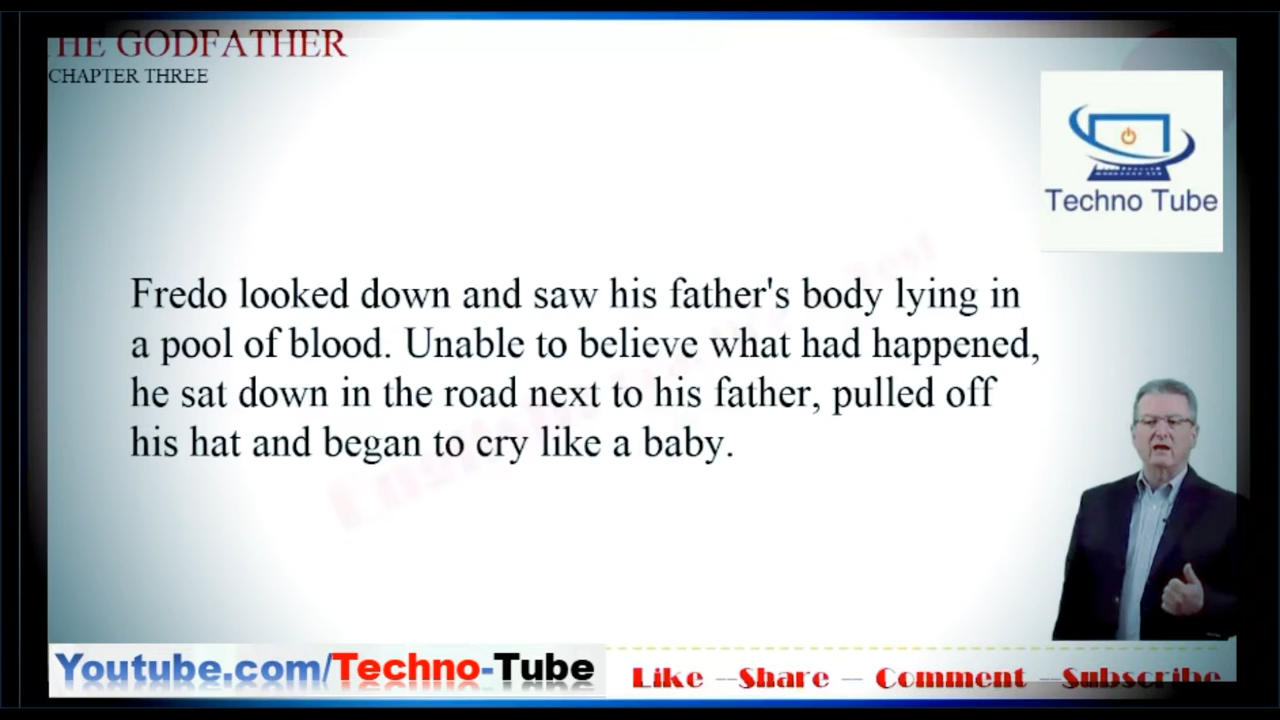 THE GODFATHER
CHAPTER THREE
Techno Tube
Fredo looked down and saw his father's body lying in
a pool of blood. Unable to believe what had happened,
he sat down in the road next to his father, pulled off
his hat and began to cry like a baby.
Youtube.com/Techno-Tube
Like –Share – Comment –Subscribe